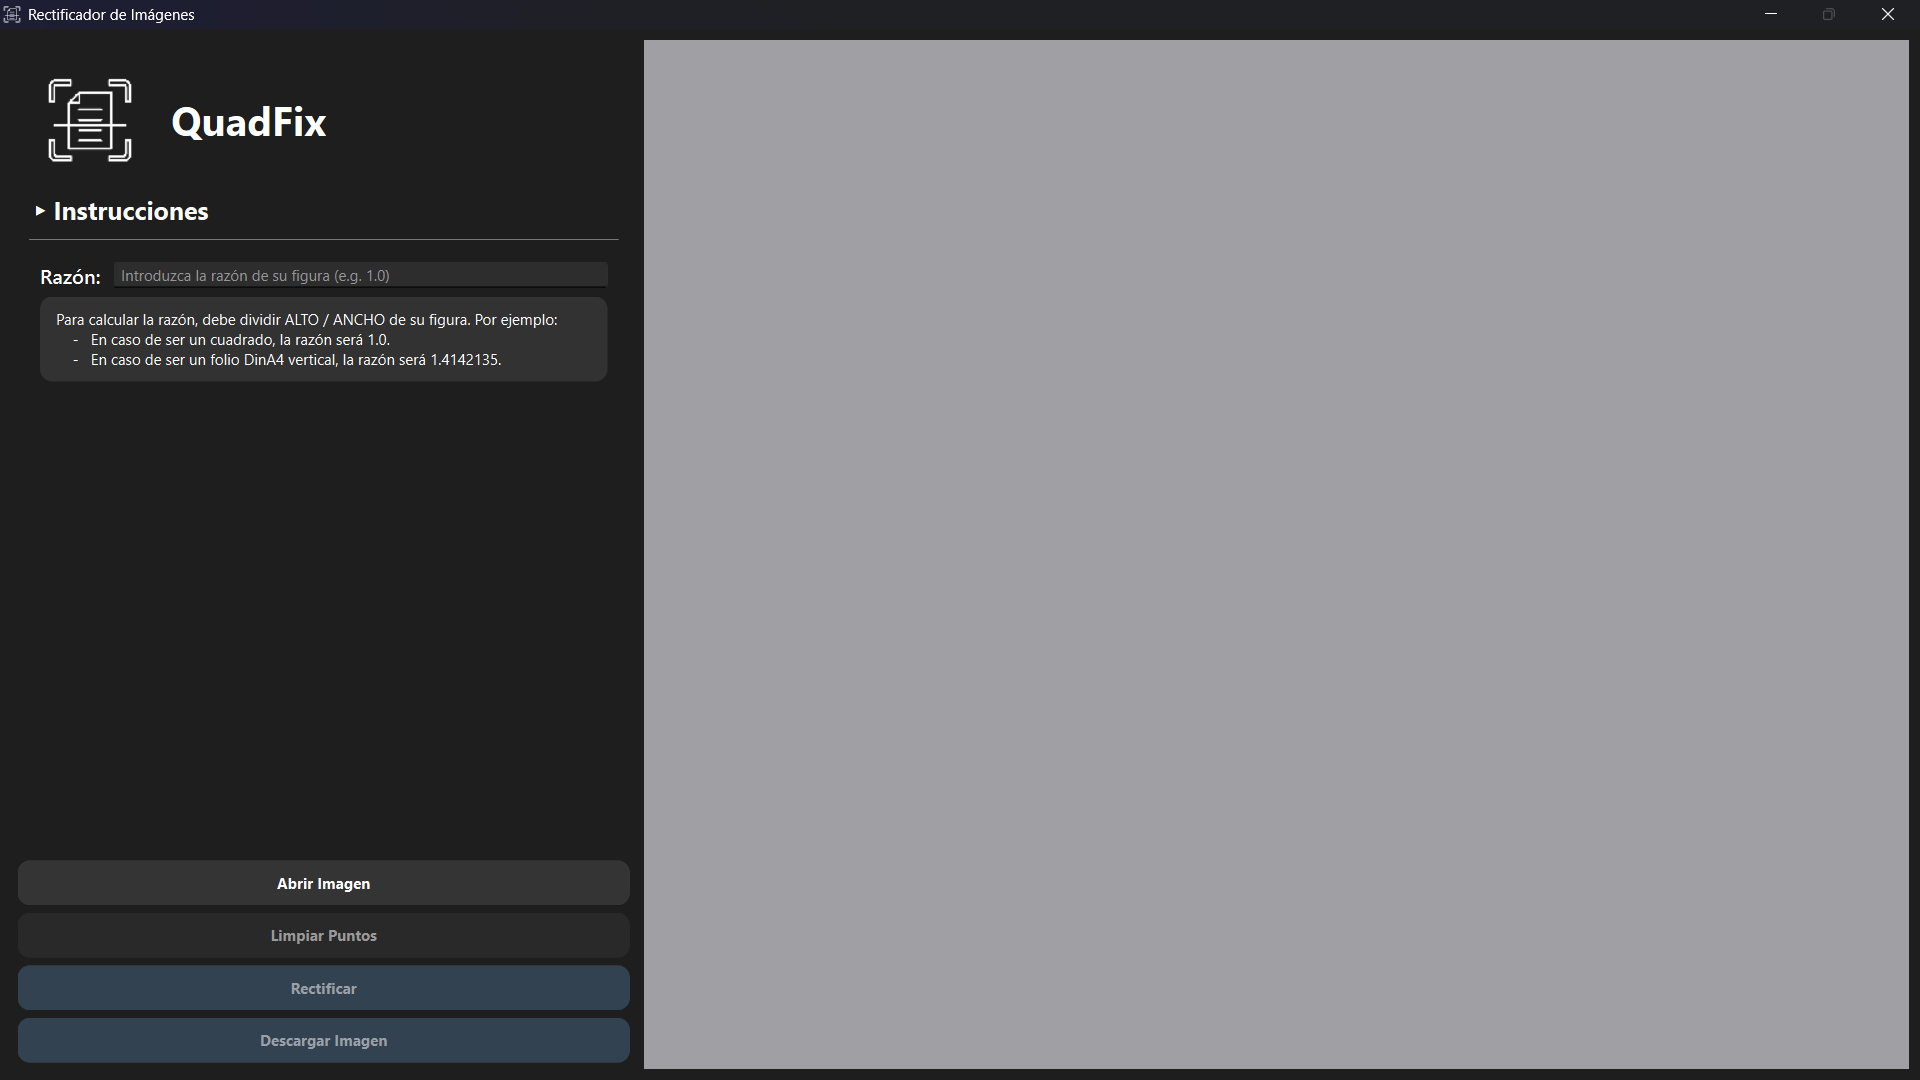 Rectificador de Imágenes
QuadFix
Instrucciones
Razón: Introduzca la razón de su figura (e.g. 1.0)
Para calcular la razón, debe dividir ALTO / ANCHO de su figura. Por ejemplo:
- En caso de ser un cuadrado, la razón será 1.0.
- En caso de ser un folio DinA4 vertical, la razón será 1.4142135.
Abrir Imagen
Limpiar Puntos
Rectificar
Descargar Imagen